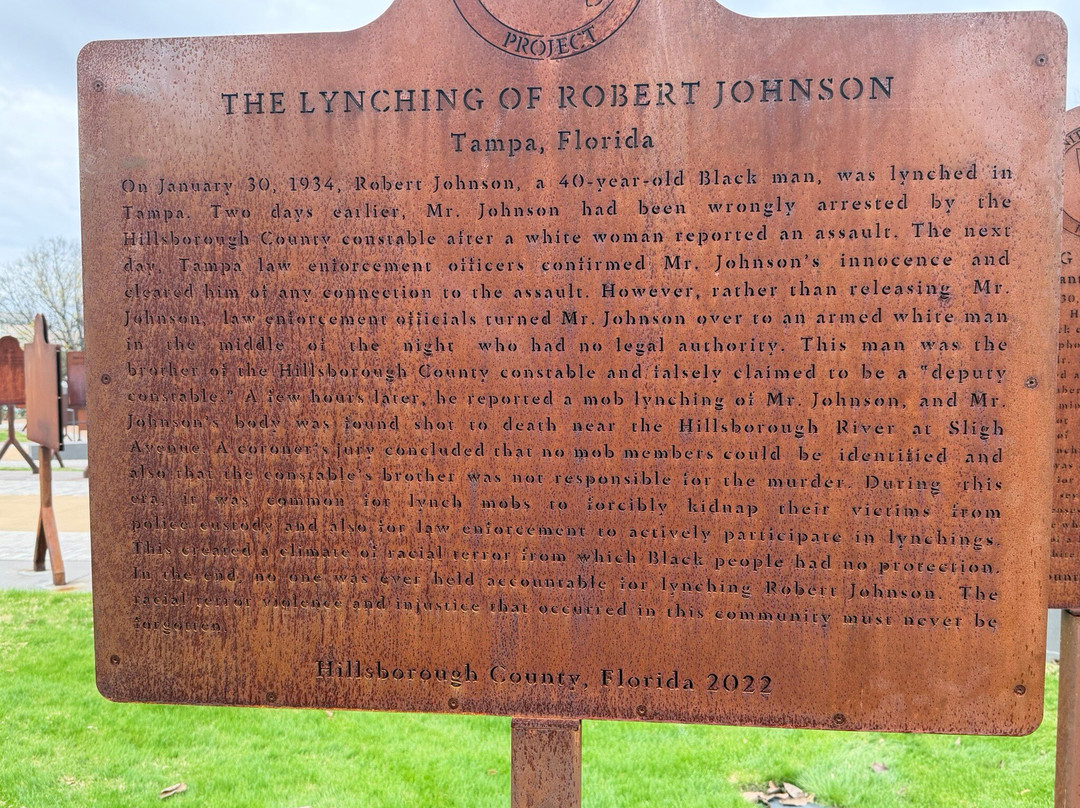 PROJECT
THE LYNCHING OF ROBERT JOHNSON
Tampa, Florida
On January 30, 1934, Robert Johnson, a 40-year-old Black man, was lynched in
Tampa. Two days earlier, Mr. Johnson had been wrongly arrested by the
Hillsborough County constable after a white woman reported an assault. The next
day, Tampa law enforcement officers confirmed Mr. Johnson's innocence and
cleared him of any connection to the assault. However, rather than releasing Mr.
Johnson, law enforcement officials turned Mr. Johnson over to an armed white man
in the middle of the night who had no legal authority. This man was the
brother of the Hillsborough County constable and falsely claimed to be a "deputy
constable." A few hours later, he reported a mob lynching of Mr. Johnson, and Mr.
Johnson's body was found shot to death near the Hillsborough River at Sligh
Avenue. A coroner's jury concluded that no mob members could be identified and
also that the constable's brother was not responsible for the murder. During this
era, it was common for lynch mobs to forcibly kidnap their victims from
police custody and also for law enforcement to actively participate in lynchings.
This created a climate of racial terror from which Black people had no protection.
In the end, no one was ever held accountable for lynching Robert Johnson. The
racial terror violence and injustice that occurred in this community must never be
forgotten.
Hillsborough County, Florida 2022